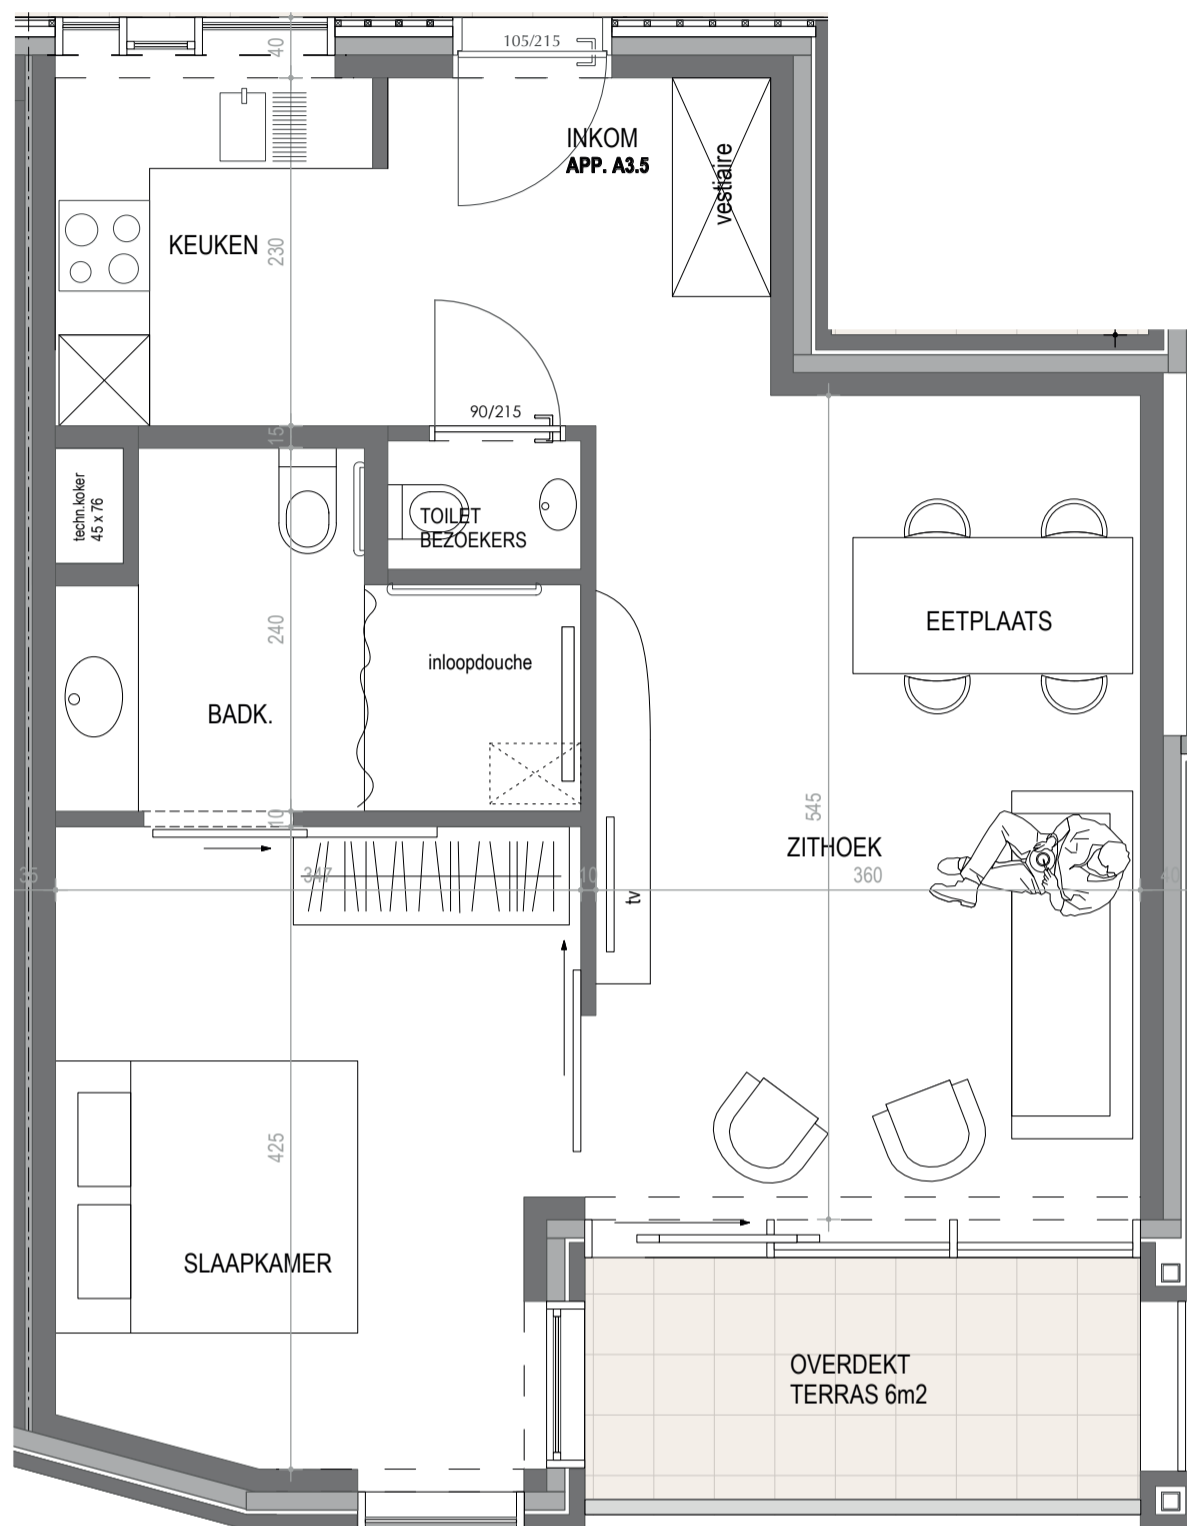 40
105/215
INKOM
APP. A3.5
vestiaire
KEUKEN
230
90/215
15
techn.koker
45 x 76
TOILET
BEZOEKERS
EETPLAATS
240
inloopdouche
BADK.
10
545
ZITHOEK
35
347
10
360
40
tv
425
SLAAPKAMER
OVERDEKT
TERRAS 6m2